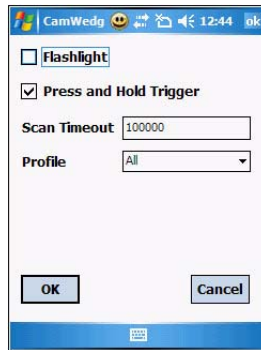 CamWedg 12:44 ok
Flashlight
Press and Hold Trigger
Scan Timeout 100000
Profile All
OK Cancel